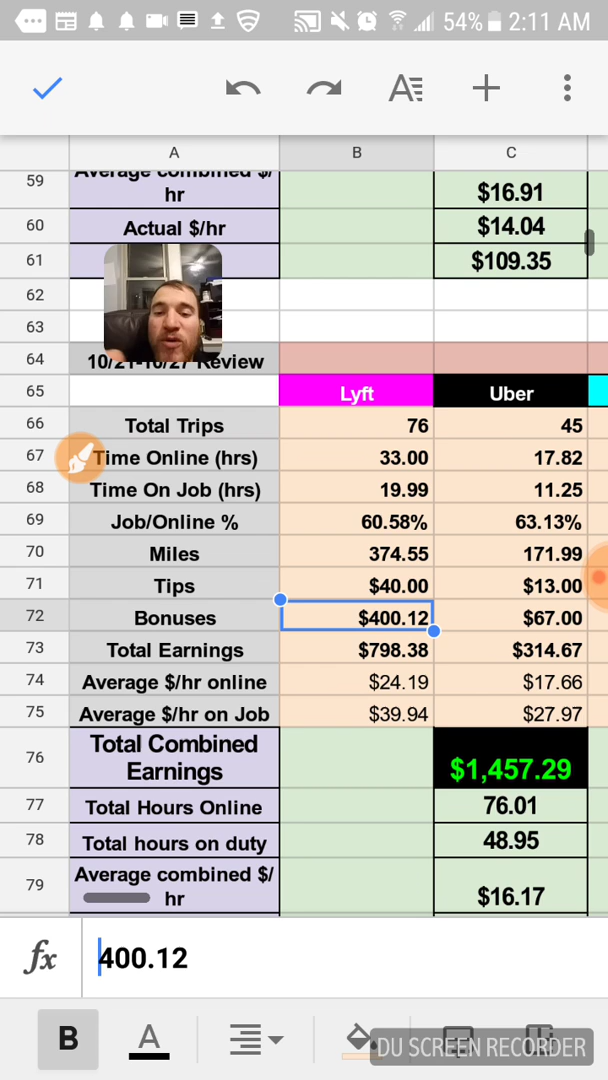 54% 2:11 AM
A B C
59 Average combined $/ hr $16.91
60 Actual $/hr $14.04
61 $109.35
62
63
64 10/21-10/27 Review
65 Lyft Uber
66 Total Trips 76 45
67 Time Online (hrs) 33.00 17.82
68 Time On Job (hrs) 19.99 11.25
69 Job/Online % 60.58% 63.13%
70 Miles 374.55 171.99
71 Tips $40.00 $13.00
72 Bonuses $400.12 $67.00
73 Total Earnings $798.38 $314.67
74 Average $/hr online $24.19 $17.66
75 Average $/hr on Job $39.94 $27.97
76 Total Combined Earnings $1,457.29
77 Total Hours Online 76.01
78 Total hours on duty 48.95
79 Average combined $/ hr $16.17
fx 400.12
B A
DU SCREEN RECORDER